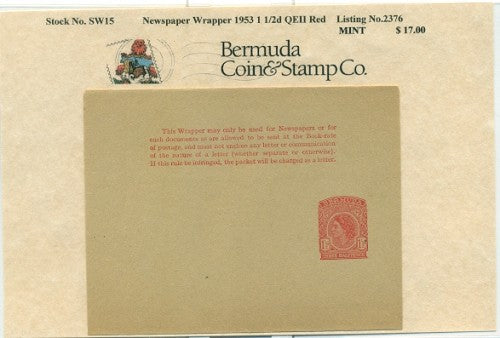 Stock No. SW15 Newspaper Wrapper 1953 1 1/2d QEII Red Listing No.2376
MINT $ 17.00
Bermuda
Coin&Stamp Co.
This Wrapper may only be used for Newspapers or for
such documents as are allowed to be sent at the Book-rate
of postage, and must not enclose any letter or communication
of the nature of a letter (whether separate or otherwise).
If this rule be infringed, the packet will be charged as a letter.
BERMUDA
THREE HALFPENCE